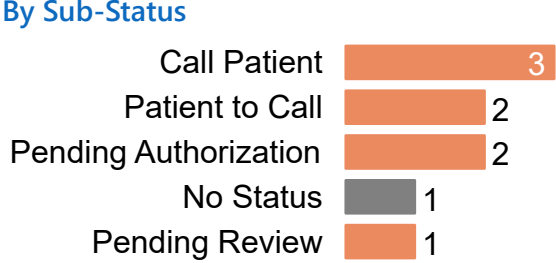 By Sub-Status
Call Patient 3
Patient to Call 2
Pending Authorization 2
No Status 1
Pending Review 1